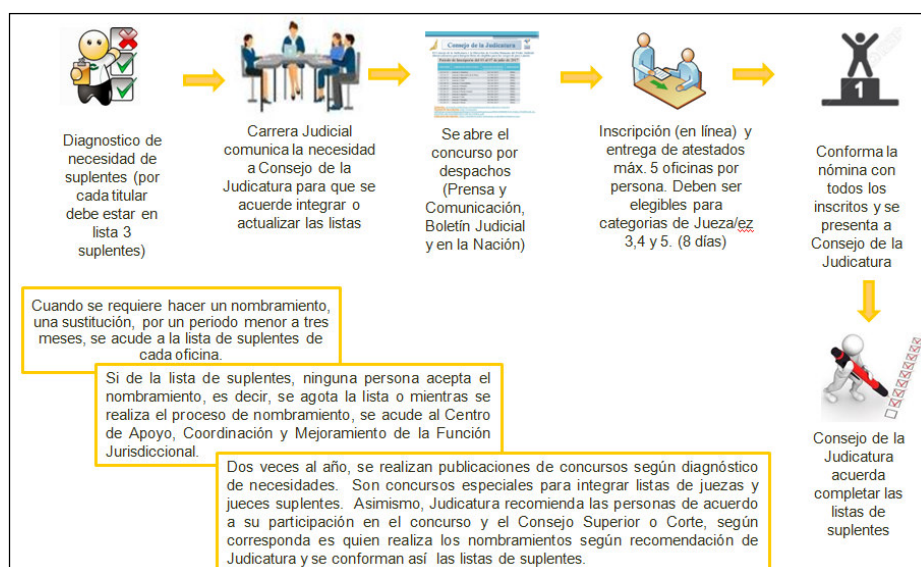 Consejo de la Judicatura
Diagnostico de
necesidad de
suplentes (por
cada titular
debe estar en
lista 3
suplentes)
Carrera Judicial
comunica la necesidad
a Consejo de la
Judicatura para que se
acuerde integrar o
actualizar las listas
Se abre el
concurso por
despachos
(Prensa y
Comunicación,
Boletín Judicial
y en la Nación)
Inscripción (en línea) y
entrega de atestados
máx. 5 oficinas por
persona. Deben ser
elegibles para
categorias de Jueza/ez
3,4 y 5. (8 días)
1
Conforma la
nómina con
todos los
inscritos y se
presenta a
Consejo de la
Judicatura
Consejo de la
Judicatura
acuerda
completar las
listas de
suplentes
Cuando se requiere hacer un nombramiento,
una sustitución, por un periodo menor a tres
meses, se acude a la lista de suplentes de
cada oficina.
Si de la lista de suplentes, ninguna persona acepta el
nombramiento, es decir, se agota la lista o mientras se
realiza el proceso de nombramiento, se acude al Centro
de Apoyo, Coordinación y Mejoramiento de la Función
Jurisdiccional.
Dos veces al año, se realizan publicaciones de concursos según diagnóstico
de necesidades. Son concursos especiales para integrar listas de juezas y
jueces suplentes. Asimismo, Judicatura recomienda las personas de acuerdo
a su participación en el concurso y el Consejo Superior o Corte, según
corresponda es quien realiza los nombramientos según recomendación de
Judicatura y se conforman así las listas de suplentes.